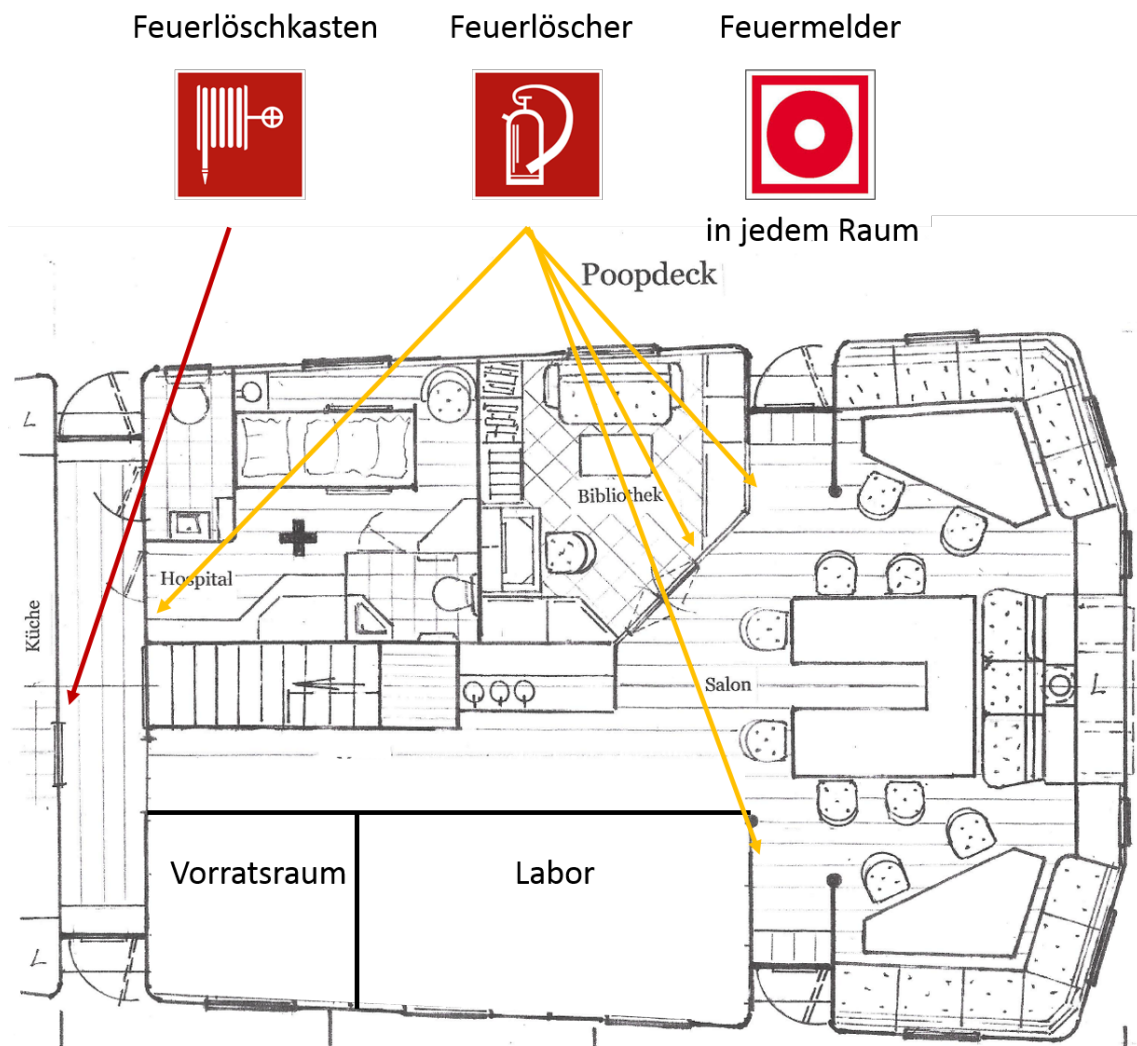 Feuerlöschkasten Feuerlöscher Feuermelder
in jedem Raum
Poopdeck
L
Bibliothek
Hospital
Küche
Salon
L
Vorratsraum
Labor
L